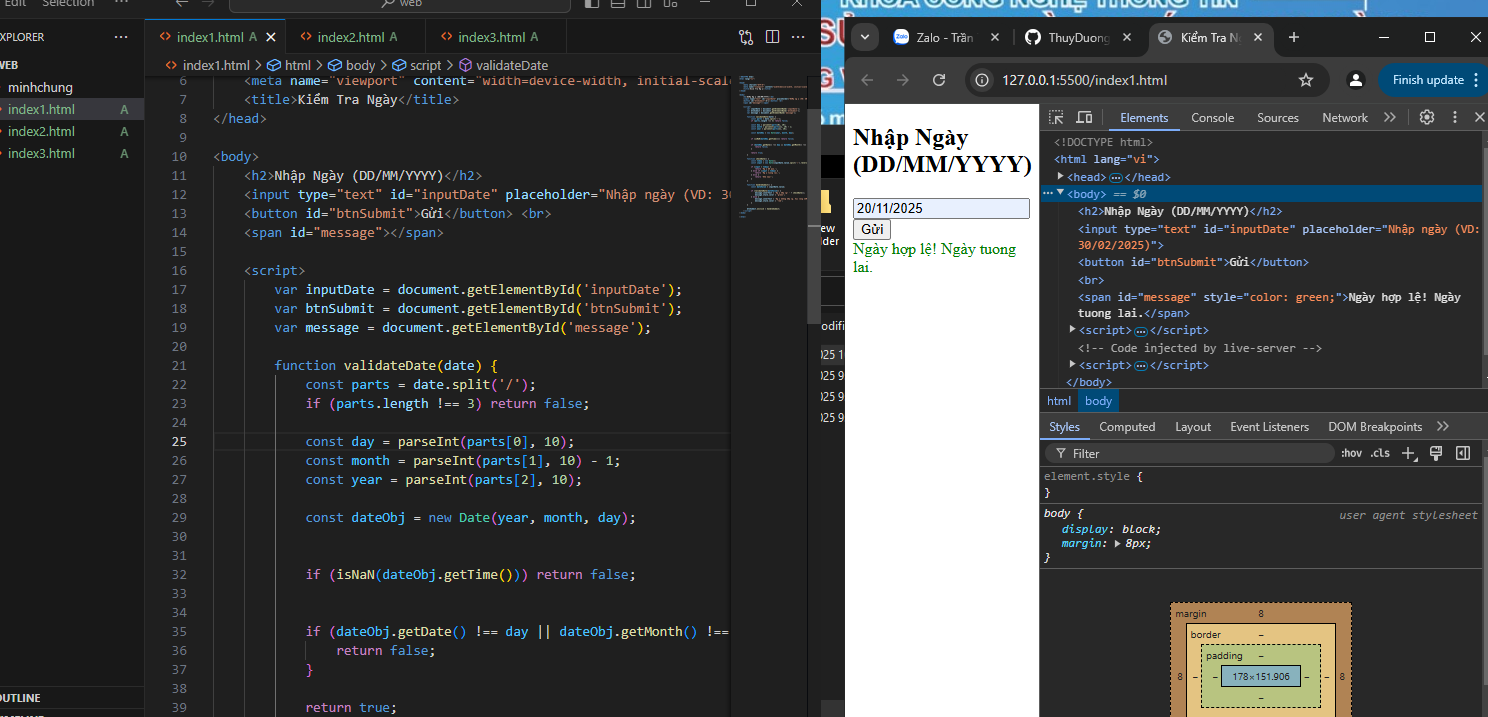 Edit Selection ...
web
EXPLORER ...
WEB
minhchung
index1.html A
index2.html A
index3.html A
OUTLINE
index1.html A
index2.html A
index3.html A
index1.html > html > body > script > validateDate
6 <meta name="viewport" content="width=device-width, initial-scal
7 <title>Kiểm Tra Ngày</title>
8 </head>
9
10 <body>
11 <h2>Nhập Ngày (DD/MM/YYYY)</h2>
12 <input type="text" id="inputDate" placeholder="Nhập ngày (VD: 30
13 <button id="btnSubmit">Gửi</button> <br>
14 <span id="message"></span>
15
16 <script>
17 var inputDate = document.getElementById('inputDate');
18 var btnSubmit = document.getElementById('btnSubmit');
19 var message = document.getElementById('message');
20
21 function validateDate(date) {
22 const parts = date.split('/');
23 if (parts.length !== 3) return false;
24
25 const day = parseInt(parts[0], 10);
26 const month = parseInt(parts[1], 10) - 1;
27 const year = parseInt(parts[2], 10);
28
29 const dateObj = new Date(year, month, day);
30
31
32 if (isNaN(dateObj.getTime())) return false;
33
34
35 if (dateObj.getDate() !== day || dateObj.getMonth() !==
36 return false;
37 }
38
39 return true;
KHOA CÔNG NGHỆ THÔNG TIN
Zalo - Trần
ThuyDuong
Kiểm Tra N
127.0.0.1:5500/index1.html
Finish update
Nhập Ngày
(DD/MM/YYYY)
20/11/2025
Gửi
Ngày hợp lệ! Ngày tuong
lai.
Elements Console Sources Network
<!DOCTYPE html>
<html lang="vi">
<head> ... </head>
<body> == $0
<h2>Nhập Ngày (DD/MM/YYYY)</h2>
<input type="text" id="inputDate" placeholder="Nhập ngày (VD:
30/02/2025)">
<button id="btnSubmit">Gửi</button>
<br>
<span id="message" style="color: green;">Ngày hợp lệ! Ngày
tuong lai.</span>
<script> ... </script>
<!-- Code injected by live-server -->
<script> ... </script>
</body>
html body
Styles Computed Layout Event Listeners DOM Breakpoints
Filter :hov .cls
element.style {
}
body { user agent stylesheet
display: block;
margin: 8px;
}
margin 8
border –
padding –
8 – – 178×151.906 – – 8
–